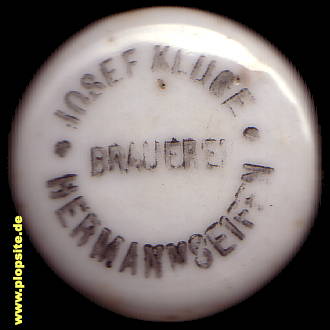 • JOSEF KLUGE •
BRAUEREI
HERMANNSEIFEN
www.plopsite.de